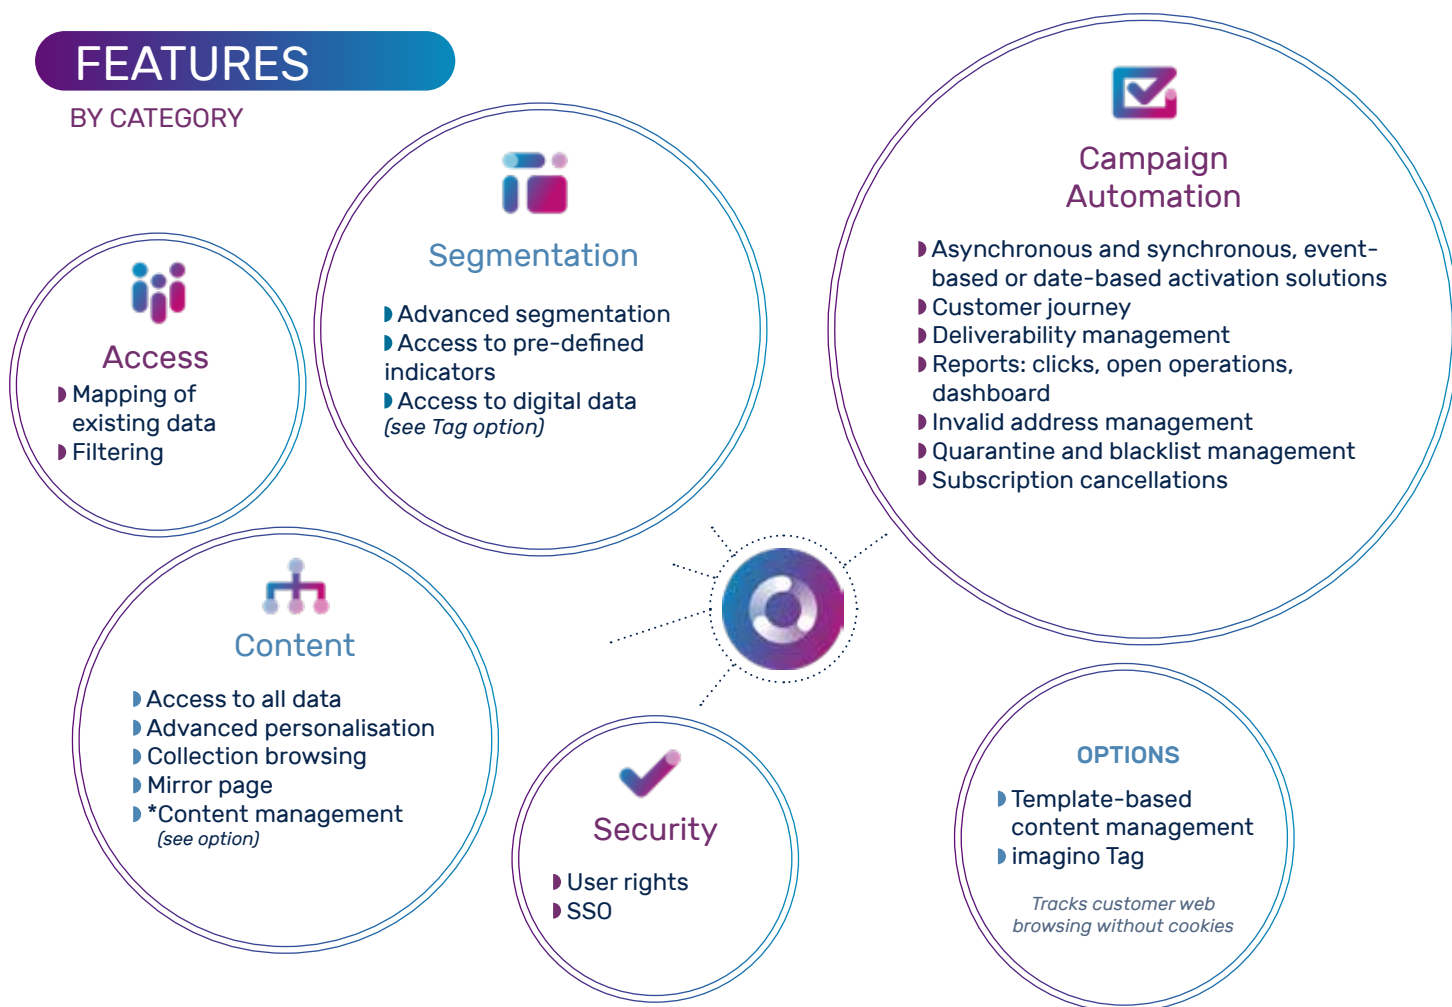 FEATURES
BY CATEGORY
Access
Mapping of
existing data
Filtering
Segmentation
Advanced segmentation
Access to pre-defined
indicators
Access to digital data
(see Tag option)
Campaign
Automation
Asynchronous and synchronous, event-
based or date-based activation solutions
Customer journey
Deliverability management
Reports: clicks, open operations,
dashboard
Invalid address management
Quarantine and blacklist management
Subscription cancellations
Content
Access to all data
Advanced personalisation
Collection browsing
Mirror page
*Content management
(see option)
Security
User rights
SSO
OPTIONS
Template-based
content management
imagino Tag
Tracks customer web
browsing without cookies